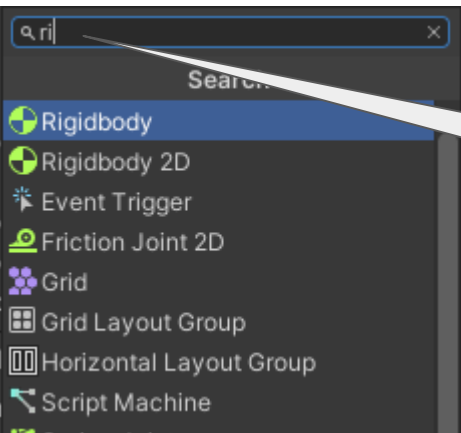 ri
Search
Rigidbody
Rigidbody 2D
Event Trigger
Friction Joint 2D
Grid
Grid Layout Group
Horizontal Layout Group
Script Machine